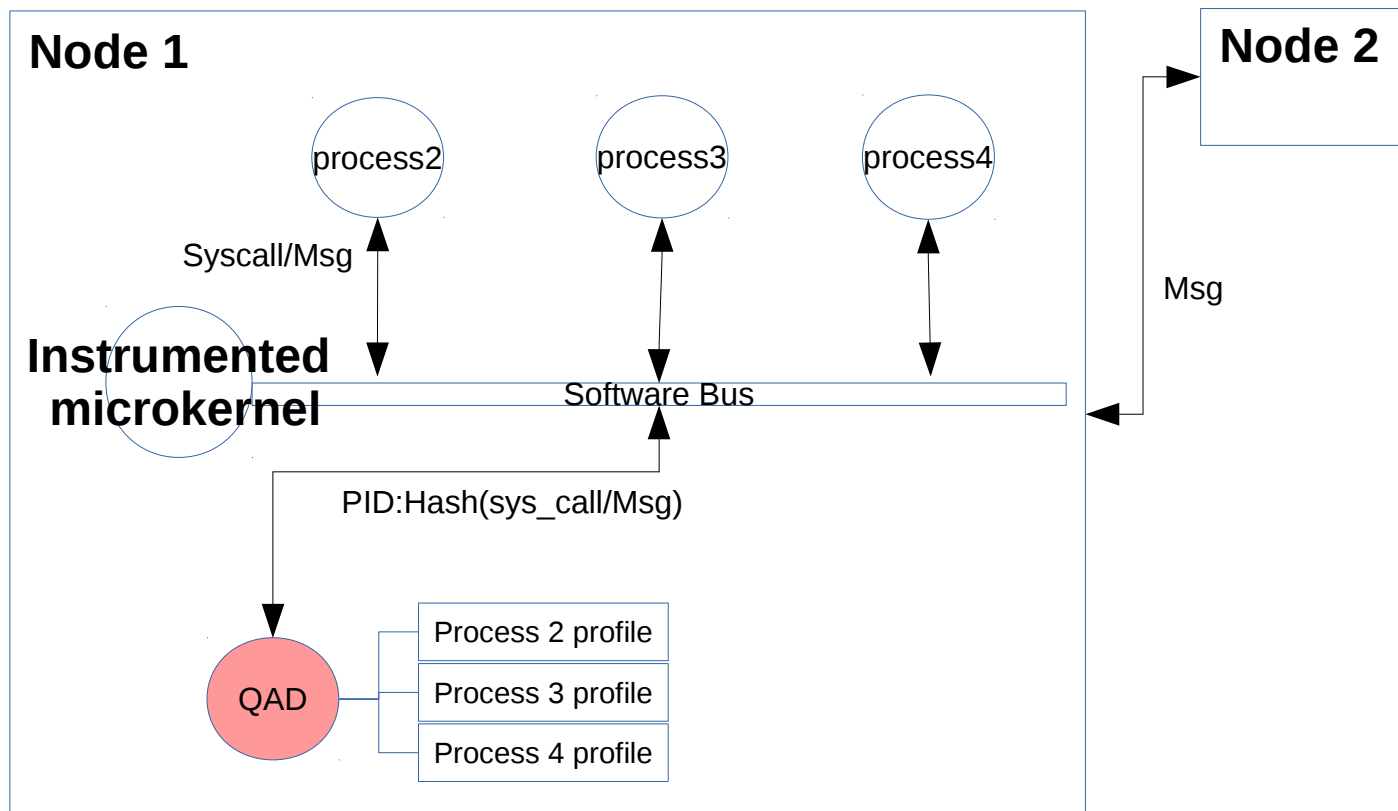 Node 1
Node 2
process2
process3
process4
Syscall/Msg
Msg
Instrumented
microkernel
Software Bus
PID:Hash(sys_call/Msg)
Process 2 profile
QAD
Process 3 profile
Process 4 profile